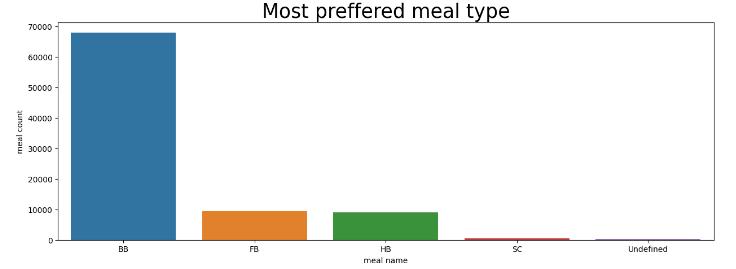 Most preffered meal type
70000
60000
50000
40000
30000
20000
10000
0
meal count
BB FB HB SC Undefined
meal name